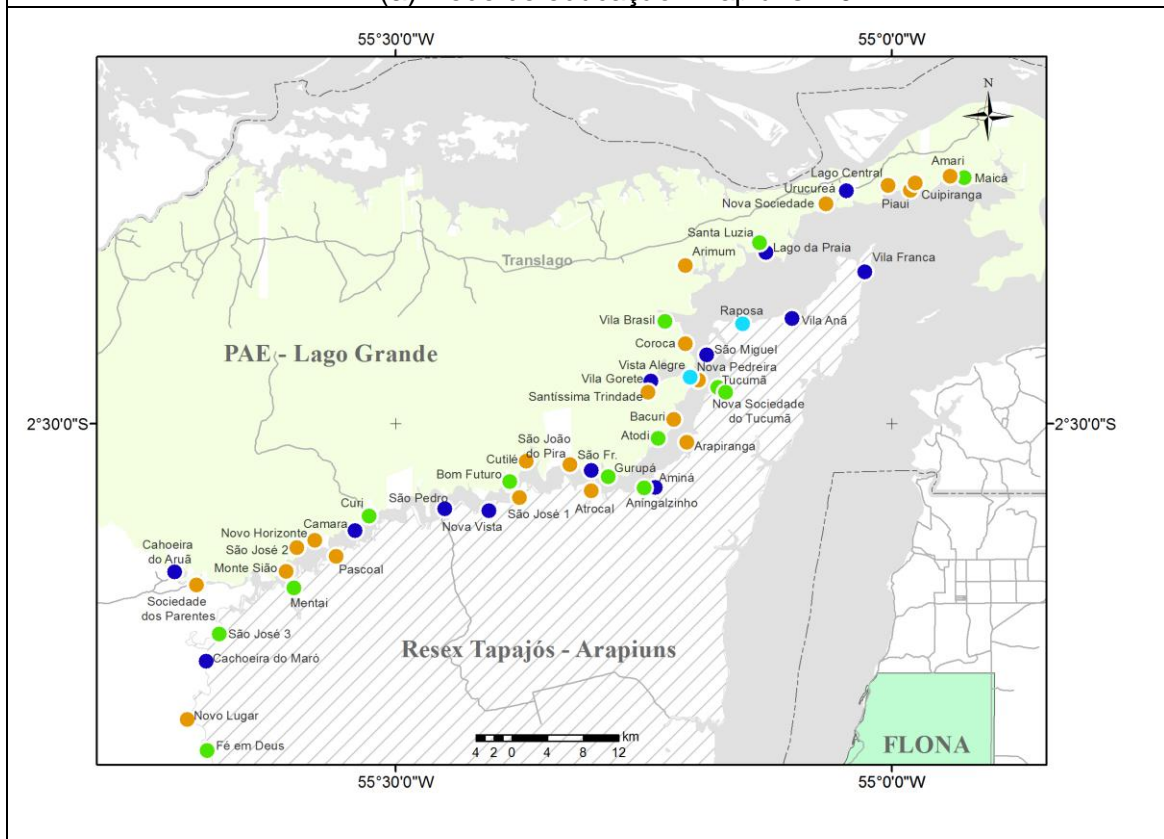 55°30'0"W
55°0'0"W
N
Amari
Lago Central
Maicá
Urucureá
Cuipiranga
Piauí
Nova Sociedade
Santa Luzia
Lago da Praia
Arimum
Translago
Vila Franca
Raposa
Vila Brasil
Vila Anã
Coroca
São Miguel
PAE - Lago Grande
Vista Alegre
Nova Pedreira
Vila Gorete
Tucumã
Santíssima Trindade
Nova Sociedade
do Tucumã
Bacuri
2°30'0"S
2°30'0"S
Atodi
Arapiranga
São João
do Pira
São Fr.
Cutilé
Gurupá
Bom Futuro
Aminá
Aningalzinho
São José 1
Atrocal
Curi
São Pedro
Nova Vista
Camara
Novo Horizonte
São José 2
Cahoeira
do Aruã
Monte Sião
Pascoal
Sociedade
dos Parentes
Mentai
São José 3
Resex Tapajós - Arapiuns
Cachoeira do Maró
Novo Lugar
Fé em Deus
km
4 2 0 4 8 12
FLONA
55°30'0"W
55°0'0"W